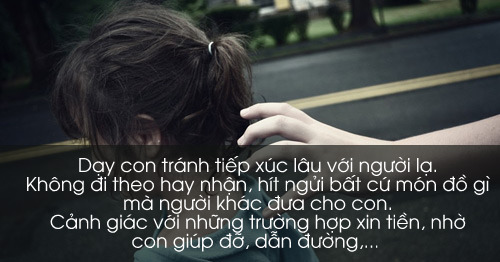 Dạy con tránh tiếp xúc lâu với người lạ.
Không đi theo hay nhận, hít ngửi bất cứ món đồ gì
mà người khác đưa cho con.
Cảnh giác với những trường hợp xin tiền, nhờ
con giúp đỡ, dẫn đường,...